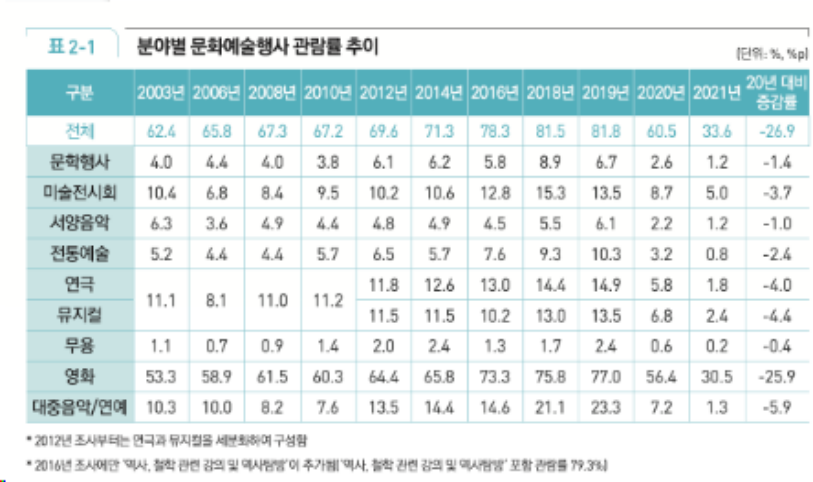 표 2-1 분야별 문화예술행사 관람률 추이
(단위: %, %p)
구분 2003년 2006년 2008년 2010년 2012년 2014년 2016년 2018년 2019년 2020년 2021년 20년 대비 증감률
전체 62.4 65.8 67.3 67.2 69.6 71.3 78.3 81.5 81.8 60.5 33.6 -26.9
문학행사 4.0 4.4 4.0 3.8 6.1 6.2 5.8 8.9 6.7 2.6 1.2 -1.4
미술전시회 10.4 6.8 8.4 9.5 10.2 10.6 12.8 15.3 13.5 8.7 5.0 -3.7
서양음악 6.3 3.6 4.9 4.4 4.8 4.9 4.5 5.5 6.1 2.2 1.2 -1.0
전통예술 5.2 4.4 4.4 5.7 6.5 5.7 7.6 9.3 10.3 3.2 0.8 -2.4
연극 11.1 8.1 11.0 11.2 11.8 12.6 13.0 14.4 14.9 5.8 1.8 -4.0
뮤지컬 11.5 11.5 10.2 13.0 13.5 6.8 2.4 -4.4
무용 1.1 0.7 0.9 1.4 2.0 2.4 1.3 1.7 2.4 0.6 0.2 -0.4
영화 53.3 58.9 61.5 60.3 64.4 65.8 73.3 75.8 77.0 56.4 30.5 -25.9
대중음악/연예 10.3 10.0 8.2 7.6 13.5 14.4 14.6 21.1 23.3 7.2 1.3 -5.9
* 2012년 조사부터는 연극과 뮤지컬을 세분화하여 구성함
* 2016년 조사에만 '역사, 철학 관련 강의 및 역사탐방'이 추가됨('역사, 철학 관련 강의 및 역사탐방' 포함 관람률 79.3%)